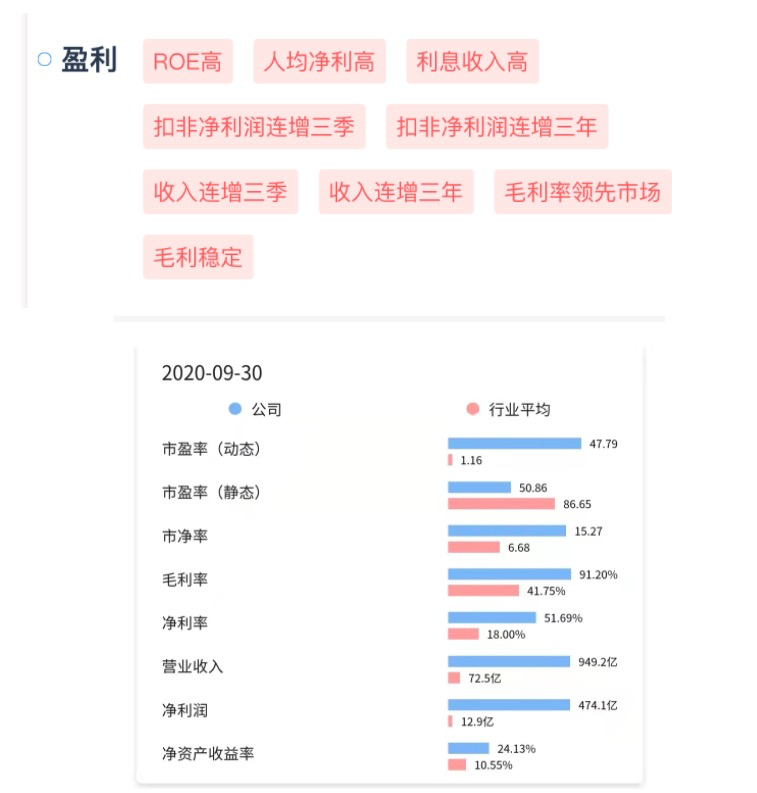 盈利 ROE高 人均净利高 利息收入高
扣非净利润连增三季 扣非净利润连增三年
收入连增三季 收入连增三年 毛利率领先市场
毛利稳定
2020-09-30
公司 行业平均
市盈率（动态） 47.79
1.16
市盈率（静态） 50.86
86.65
市净率 15.27
6.68
毛利率 91.20%
41.75%
净利率 51.69%
18.00%
营业收入 949.2亿
72.5亿
净利润 474.1亿
12.9亿
净资产收益率 24.13%
10.55%